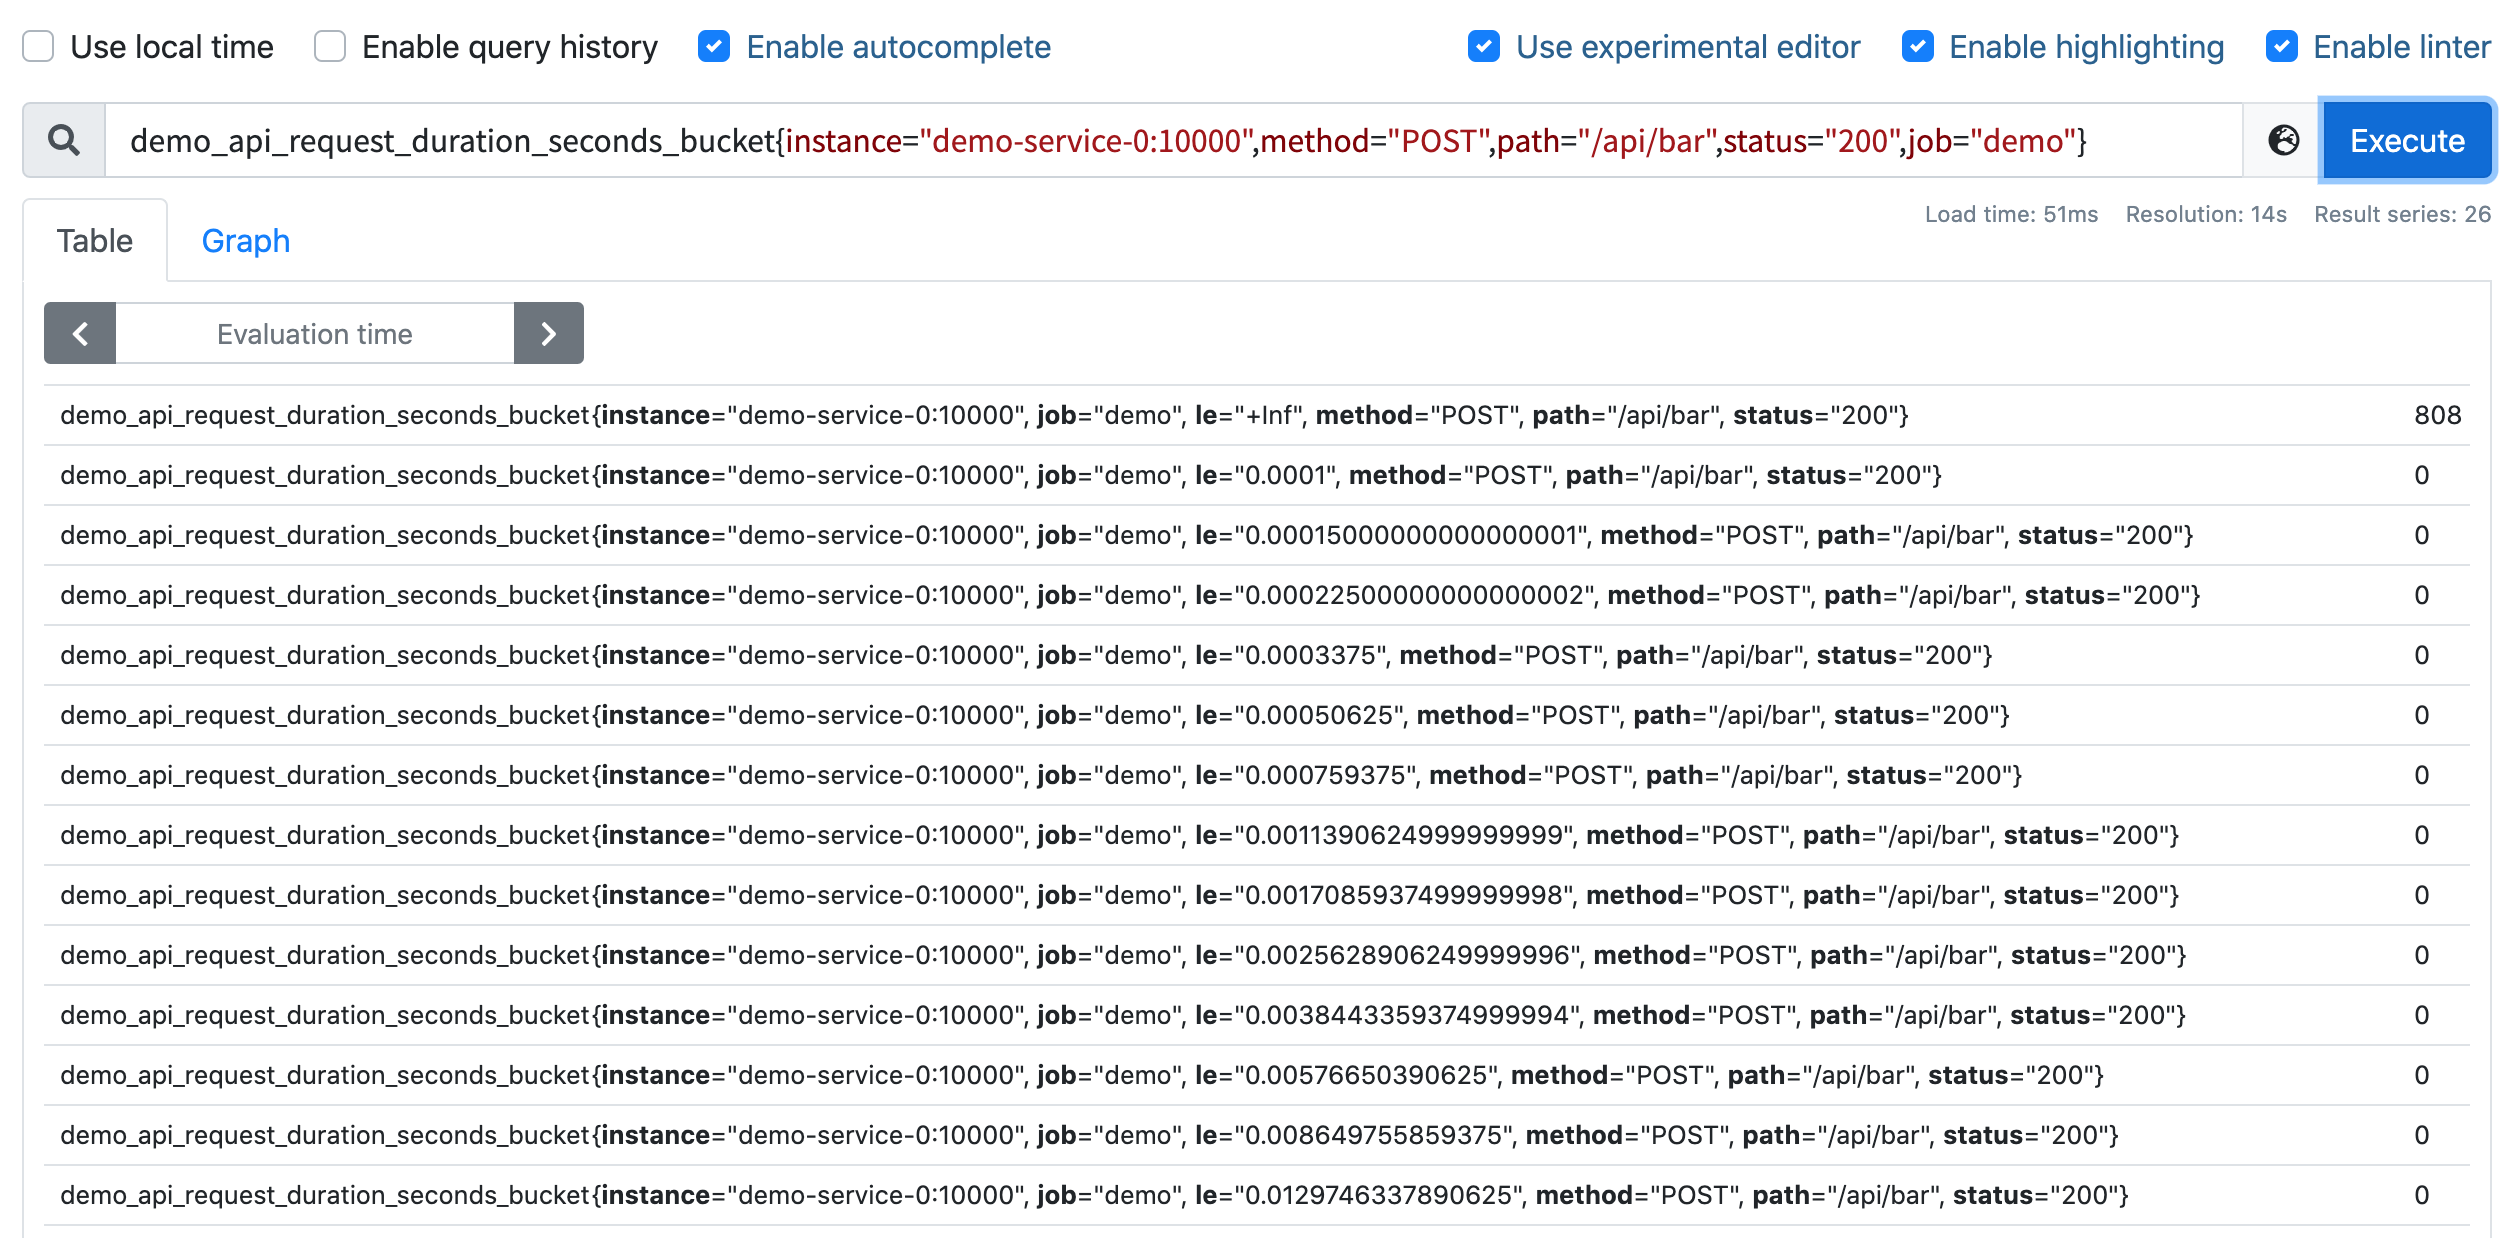 Use local time Enable query history Enable autocomplete Use experimental editor Enable highlighting Enable linter
demo_api_request_duration_seconds_bucket{instance="demo-service-0:10000",method="POST",path="/api/bar",status="200",job="demo"} Execute
Load time: 51ms Resolution: 14s Result series: 26
Table Graph
Evaluation time
demo_api_request_duration_seconds_bucket{instance="demo-service-0:10000", job="demo", le="+Inf", method="POST", path="/api/bar", status="200"} 808
demo_api_request_duration_seconds_bucket{instance="demo-service-0:10000", job="demo", le="0.0001", method="POST", path="/api/bar", status="200"} 0
demo_api_request_duration_seconds_bucket{instance="demo-service-0:10000", job="demo", le="0.00015000000000000001", method="POST", path="/api/bar", status="200"} 0
demo_api_request_duration_seconds_bucket{instance="demo-service-0:10000", job="demo", le="0.00022500000000000002", method="POST", path="/api/bar", status="200"} 0
demo_api_request_duration_seconds_bucket{instance="demo-service-0:10000", job="demo", le="0.0003375", method="POST", path="/api/bar", status="200"} 0
demo_api_request_duration_seconds_bucket{instance="demo-service-0:10000", job="demo", le="0.00050625", method="POST", path="/api/bar", status="200"} 0
demo_api_request_duration_seconds_bucket{instance="demo-service-0:10000", job="demo", le="0.000759375", method="POST", path="/api/bar", status="200"} 0
demo_api_request_duration_seconds_bucket{instance="demo-service-0:10000", job="demo", le="0.0011390624999999999", method="POST", path="/api/bar", status="200"} 0
demo_api_request_duration_seconds_bucket{instance="demo-service-0:10000", job="demo", le="0.0017085937499999998", method="POST", path="/api/bar", status="200"} 0
demo_api_request_duration_seconds_bucket{instance="demo-service-0:10000", job="demo", le="0.0025628906249999996", method="POST", path="/api/bar", status="200"} 0
demo_api_request_duration_seconds_bucket{instance="demo-service-0:10000", job="demo", le="0.0038443359374999994", method="POST", path="/api/bar", status="200"} 0
demo_api_request_duration_seconds_bucket{instance="demo-service-0:10000", job="demo", le="0.00576650390625", method="POST", path="/api/bar", status="200"} 0
demo_api_request_duration_seconds_bucket{instance="demo-service-0:10000", job="demo", le="0.008649755859375", method="POST", path="/api/bar", status="200"} 0
demo_api_request_duration_seconds_bucket{instance="demo-service-0:10000", job="demo", le="0.0129746337890625", method="POST", path="/api/bar", status="200"} 0